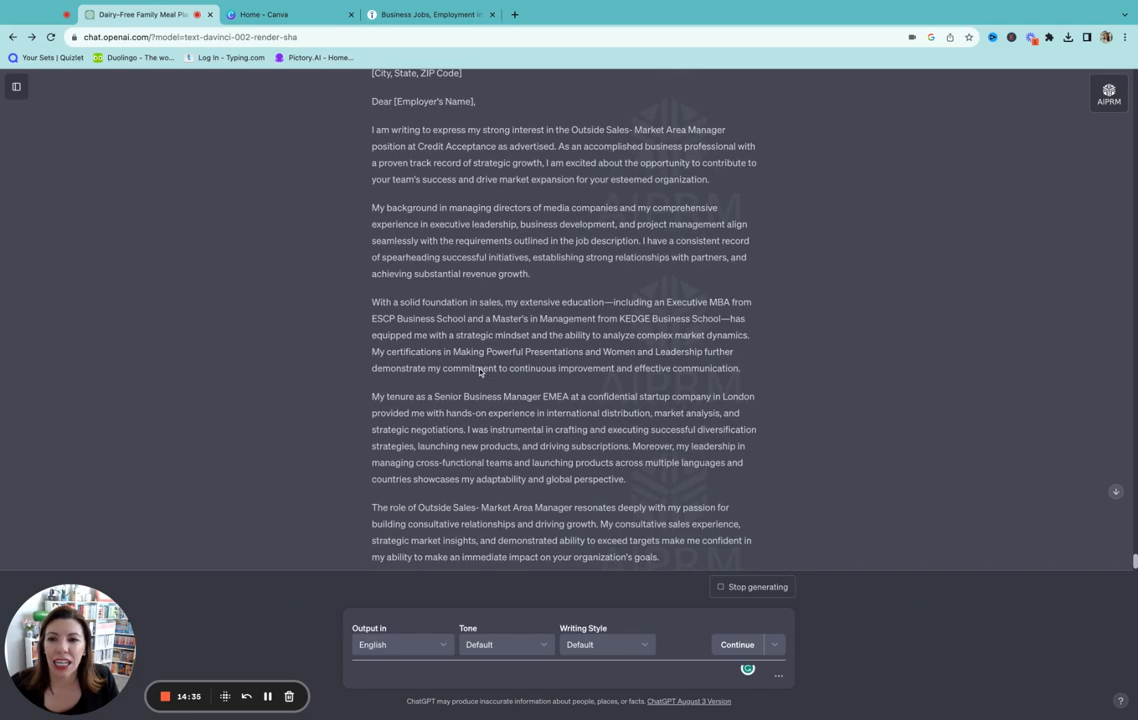 Dairy-Free Family Meal Pla
Home - Canva
Business Jobs, Employment in
chat.openai.com/?model=text-davinci-002-render-sha
Your Sets | Quizlet
Duolingo - The wo...
Log In - Typing.com
Pictory.AI - Home...
AIPRM
[City, State, ZIP Code]
Dear [Employer's Name],
I am writing to express my strong interest in the Outside Sales- Market Area Manager
position at Credit Acceptance as advertised. As an accomplished business professional with
a proven track record of strategic growth, I am excited about the opportunity to contribute to
your team's success and drive market expansion for your esteemed organization.
My background in managing directors of media companies and my comprehensive
experience in executive leadership, business development, and project management align
seamlessly with the requirements outlined in the job description. I have a consistent record
of spearheading successful initiatives, establishing strong relationships with partners, and
achieving substantial revenue growth.
With a solid foundation in sales, my extensive education—including an Executive MBA from
ESCP Business School and a Master's in Management from KEDGE Business School—has
equipped me with a strategic mindset and the ability to analyze complex market dynamics.
My certifications in Making Powerful Presentations and Women and Leadership further
demonstrate my commitment to continuous improvement and effective communication.
My tenure as a Senior Business Manager EMEA at a confidential startup company in London
provided me with hands-on experience in international distribution, market analysis, and
strategic negotiations. I was instrumental in crafting and executing successful diversification
strategies, launching new products, and driving subscriptions. Moreover, my leadership in
managing cross-functional teams and launching products across multiple languages and
countries showcases my adaptability and global perspective.
The role of Outside Sales- Market Area Manager resonates deeply with my passion for
building consultative relationships and driving growth. My consultative sales experience,
strategic market insights, and demonstrated ability to exceed targets make me confident in
my ability to make an immediate impact on your organization's goals.
Stop generating
Output in
Tone
Writing Style
English
Default
Default
Continue
14:35
ChatGPT may produce inaccurate information about people, places, or facts. ChatGPT August 3 Version